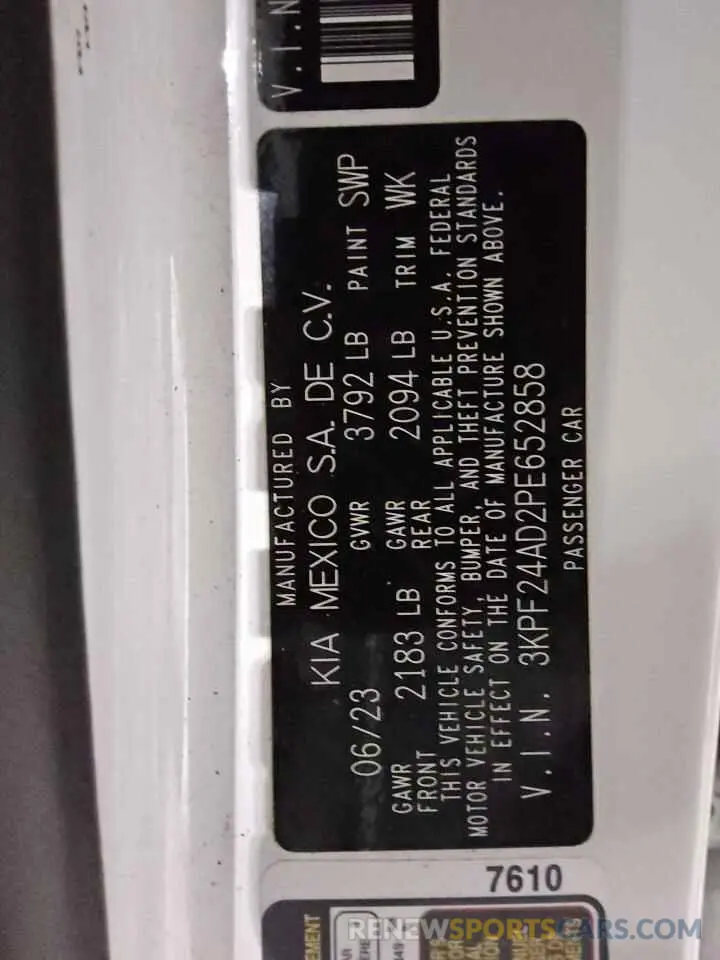 V.I.N
MANUFACTURED BY
KIA MEXICO S.A. DE C.V.
06/23 GVWR 3792 LB PAINT SWP
GAWR FRONT 2183 LB GAWR REAR 2094 LB TRIM WK
THIS VEHICLE CONFORMS TO ALL APPLICABLE U.S.A. FEDERAL
MOTOR VEHICLE SAFETY, BUMPER, AND THEFT PREVENTION STANDARDS
IN EFFECT ON THE DATE OF MANUFACTURE SHOWN ABOVE.
V.I.N. 3KPF24AD2PE652858
PASSENGER CAR
7610
RENEWSPORTSCARS.COM